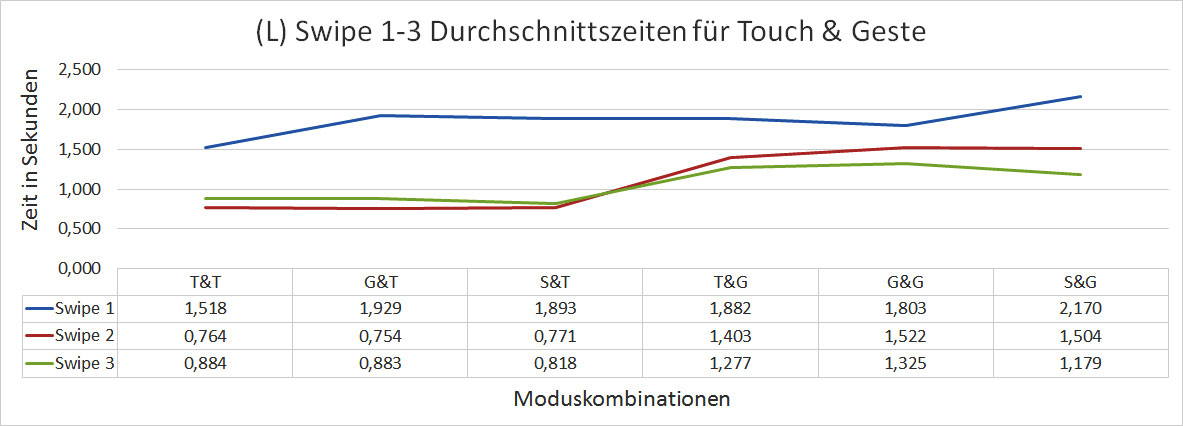 (L) Swipe 1-3 Durchschnittszeiten für Touch & Geste
Zeit in Sekunden
2,500
2,000
1,500
1,000
0,500
0,000
T&T G&T S&T T&G G&G S&G
Swipe 1 1,518 1,929 1,893 1,882 1,803 2,170
Swipe 2 0,764 0,754 0,771 1,403 1,522 1,504
Swipe 3 0,884 0,883 0,818 1,277 1,325 1,179
Moduskombinationen